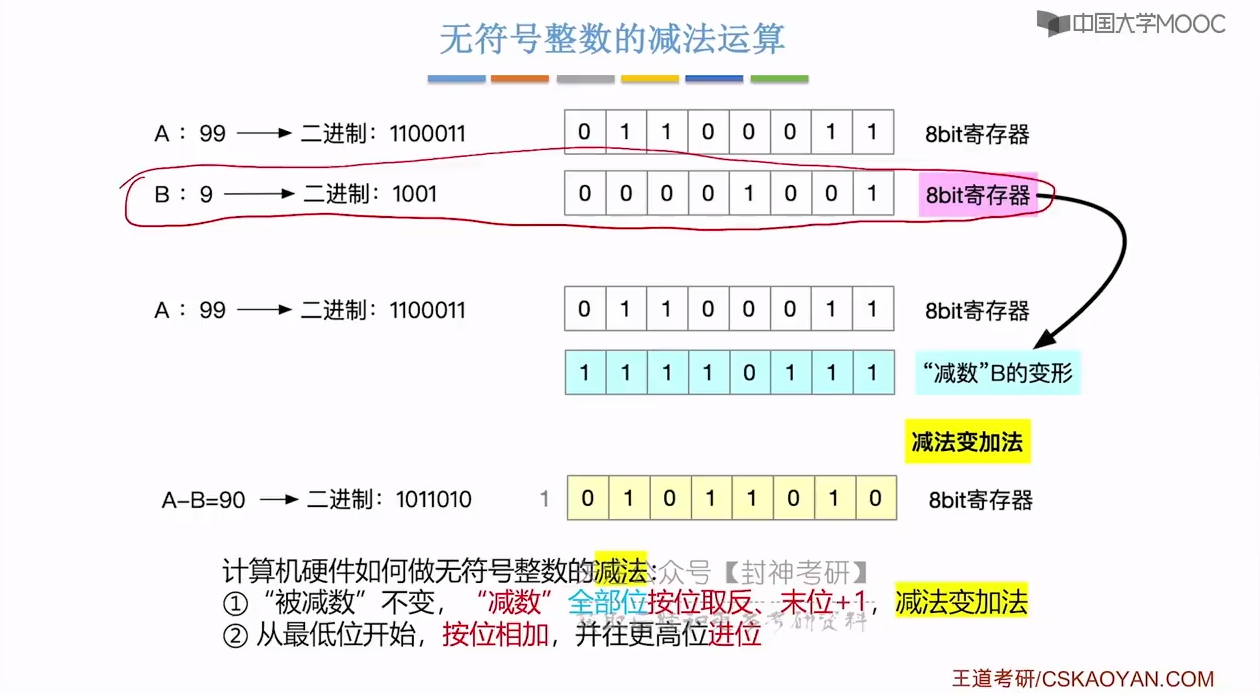 中国大学MOOC
无符号整数的减法运算
A：99 → 二进制：1100011 0 1 1 0 0 0 1 1 8bit寄存器
B：9 → 二进制：1001 0 0 0 0 1 0 0 1 8bit寄存器
A：99 → 二进制：1100011 0 1 1 0 0 0 1 1 8bit寄存器
1 1 1 1 0 1 1 1 “减数”B的变形
减法变加法
A-B=90 → 二进制：1011010 1 0 1 0 1 1 0 1 0 8bit寄存器
计算机硬件如何做无符号整数的减法：
公众号【封神考研】
①“被减数”不变，“减数”全部位按位取反、末位+1，减法变加法
考研资料
② 从最低位开始，按位相加，并往更高位进位
王道考研/CSKAOYAN.COM